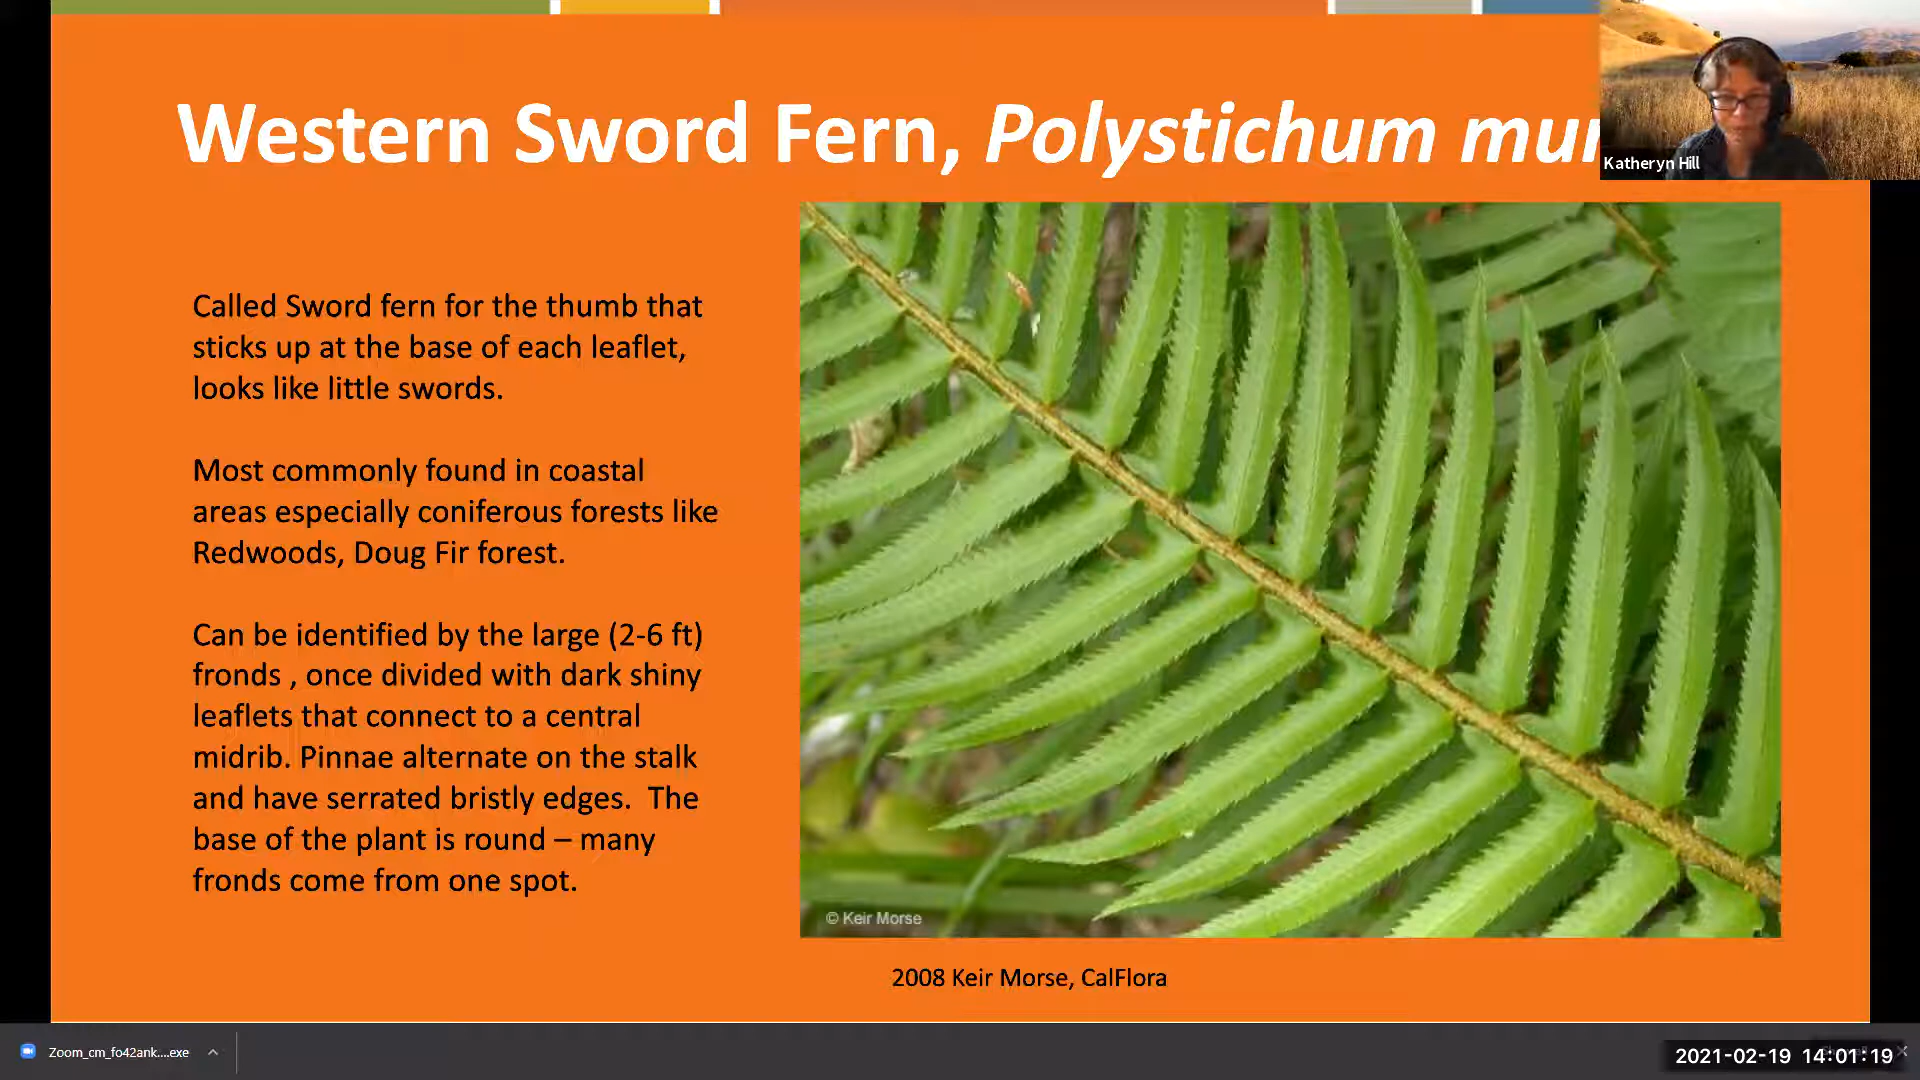 Western Sword Fern, Polystichum mun
Katheryn Hill
Called Sword fern for the thumb that
sticks up at the base of each leaflet,
looks like little swords.
Most commonly found in coastal
areas especially coniferous forests like
Redwoods, Doug Fir forest.
Can be identified by the large (2-6 ft)
fronds , once divided with dark shiny
leaflets that connect to a central
midrib. Pinnae alternate on the stalk
and have serrated bristly edges.  The
base of the plant is round – many
fronds come from one spot.
© Keir Morse
2008 Keir Morse, CalFlora
Zoom_cm_fo42ank....exe
2021-02-19 14:01:19